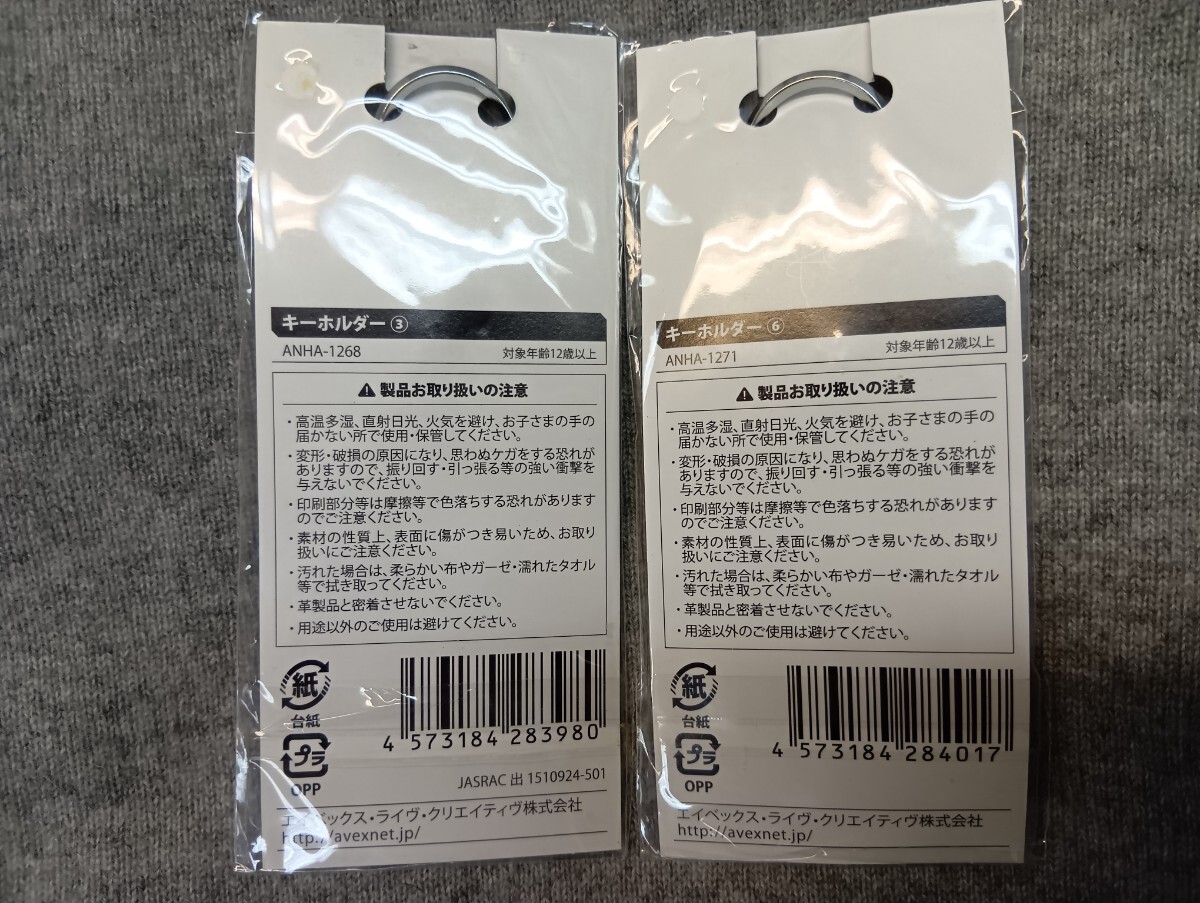 キーホルダー③
ANHA-1268
対象年齢12歳以上
⚠製品お取り扱いの注意
・高温多湿、直射日光、火気を避け、お子さまの手の
届かない所で使用・保管してください。
・変形・破損の原因になり、思わぬケガをする恐れが
ありますので、振り回す・引っ張る等の強い衝撃を
与えないでください。
・印刷部分等は摩擦等で色落ちする恐れがあります
のでご注意ください。
・素材の性質上、表面に傷がつき易いため、お取り
扱いにご注意ください。
・汚れた場合は、柔らかい布やガーゼ・濡れたタオル
等で拭き取ってください。
・革製品と密着させないでください。
・用途以外のご使用は避けてください。
紙
台紙
プラ
OPP
4 573184 283980
JASRAC 出 1510924-501
エイベックス・ライヴ・クリエイティヴ株式会社
http://avexnet.jp/
キーホルダー⑥
ANHA-1271
対象年齢12歳以上
⚠製品お取り扱いの注意
・高温多湿、直射日光、火気を避け、お子さまの手の
届かない所で使用・保管してください。
・変形・破損の原因になり、思わぬケガをする恐れが
ありますので、振り回す・引っ張る等の強い衝撃を
与えないでください。
・印刷部分等は摩擦等で色落ちする恐れがあります
のでご注意ください。
・素材の性質上、表面に傷がつき易いため、お取り
扱いにご注意ください。
・汚れた場合は、柔らかい布やガーゼ・濡れたタオル
等で拭き取ってください。
・革製品と密着させないでください。
・用途以外のご使用は避けてください。
紙
台紙
プラ
OPP
4 573184 284017
エイベックス・ライヴ・クリエイティヴ株式会社
http://avexnet.jp/